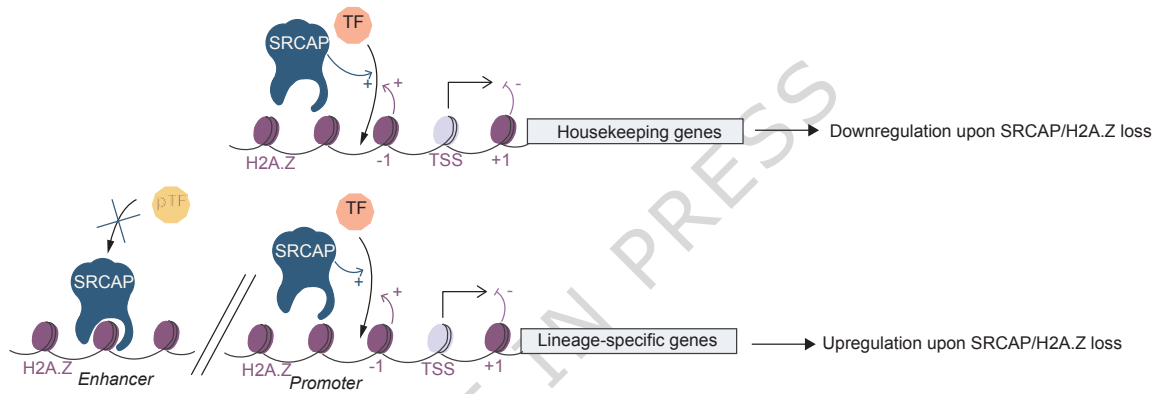 TF
SRCAP
+ + -
Housekeeping genes
Downregulation upon SRCAP/H2A.Z loss
H2A.Z -1 TSS +1
pTF
TF
SRCAP
SRCAP
+ + -
Lineage-specific genes
Upregulation upon SRCAP/H2A.Z loss
H2A.Z H2A.Z -1 TSS +1
Enhancer Promoter
IN PRESS